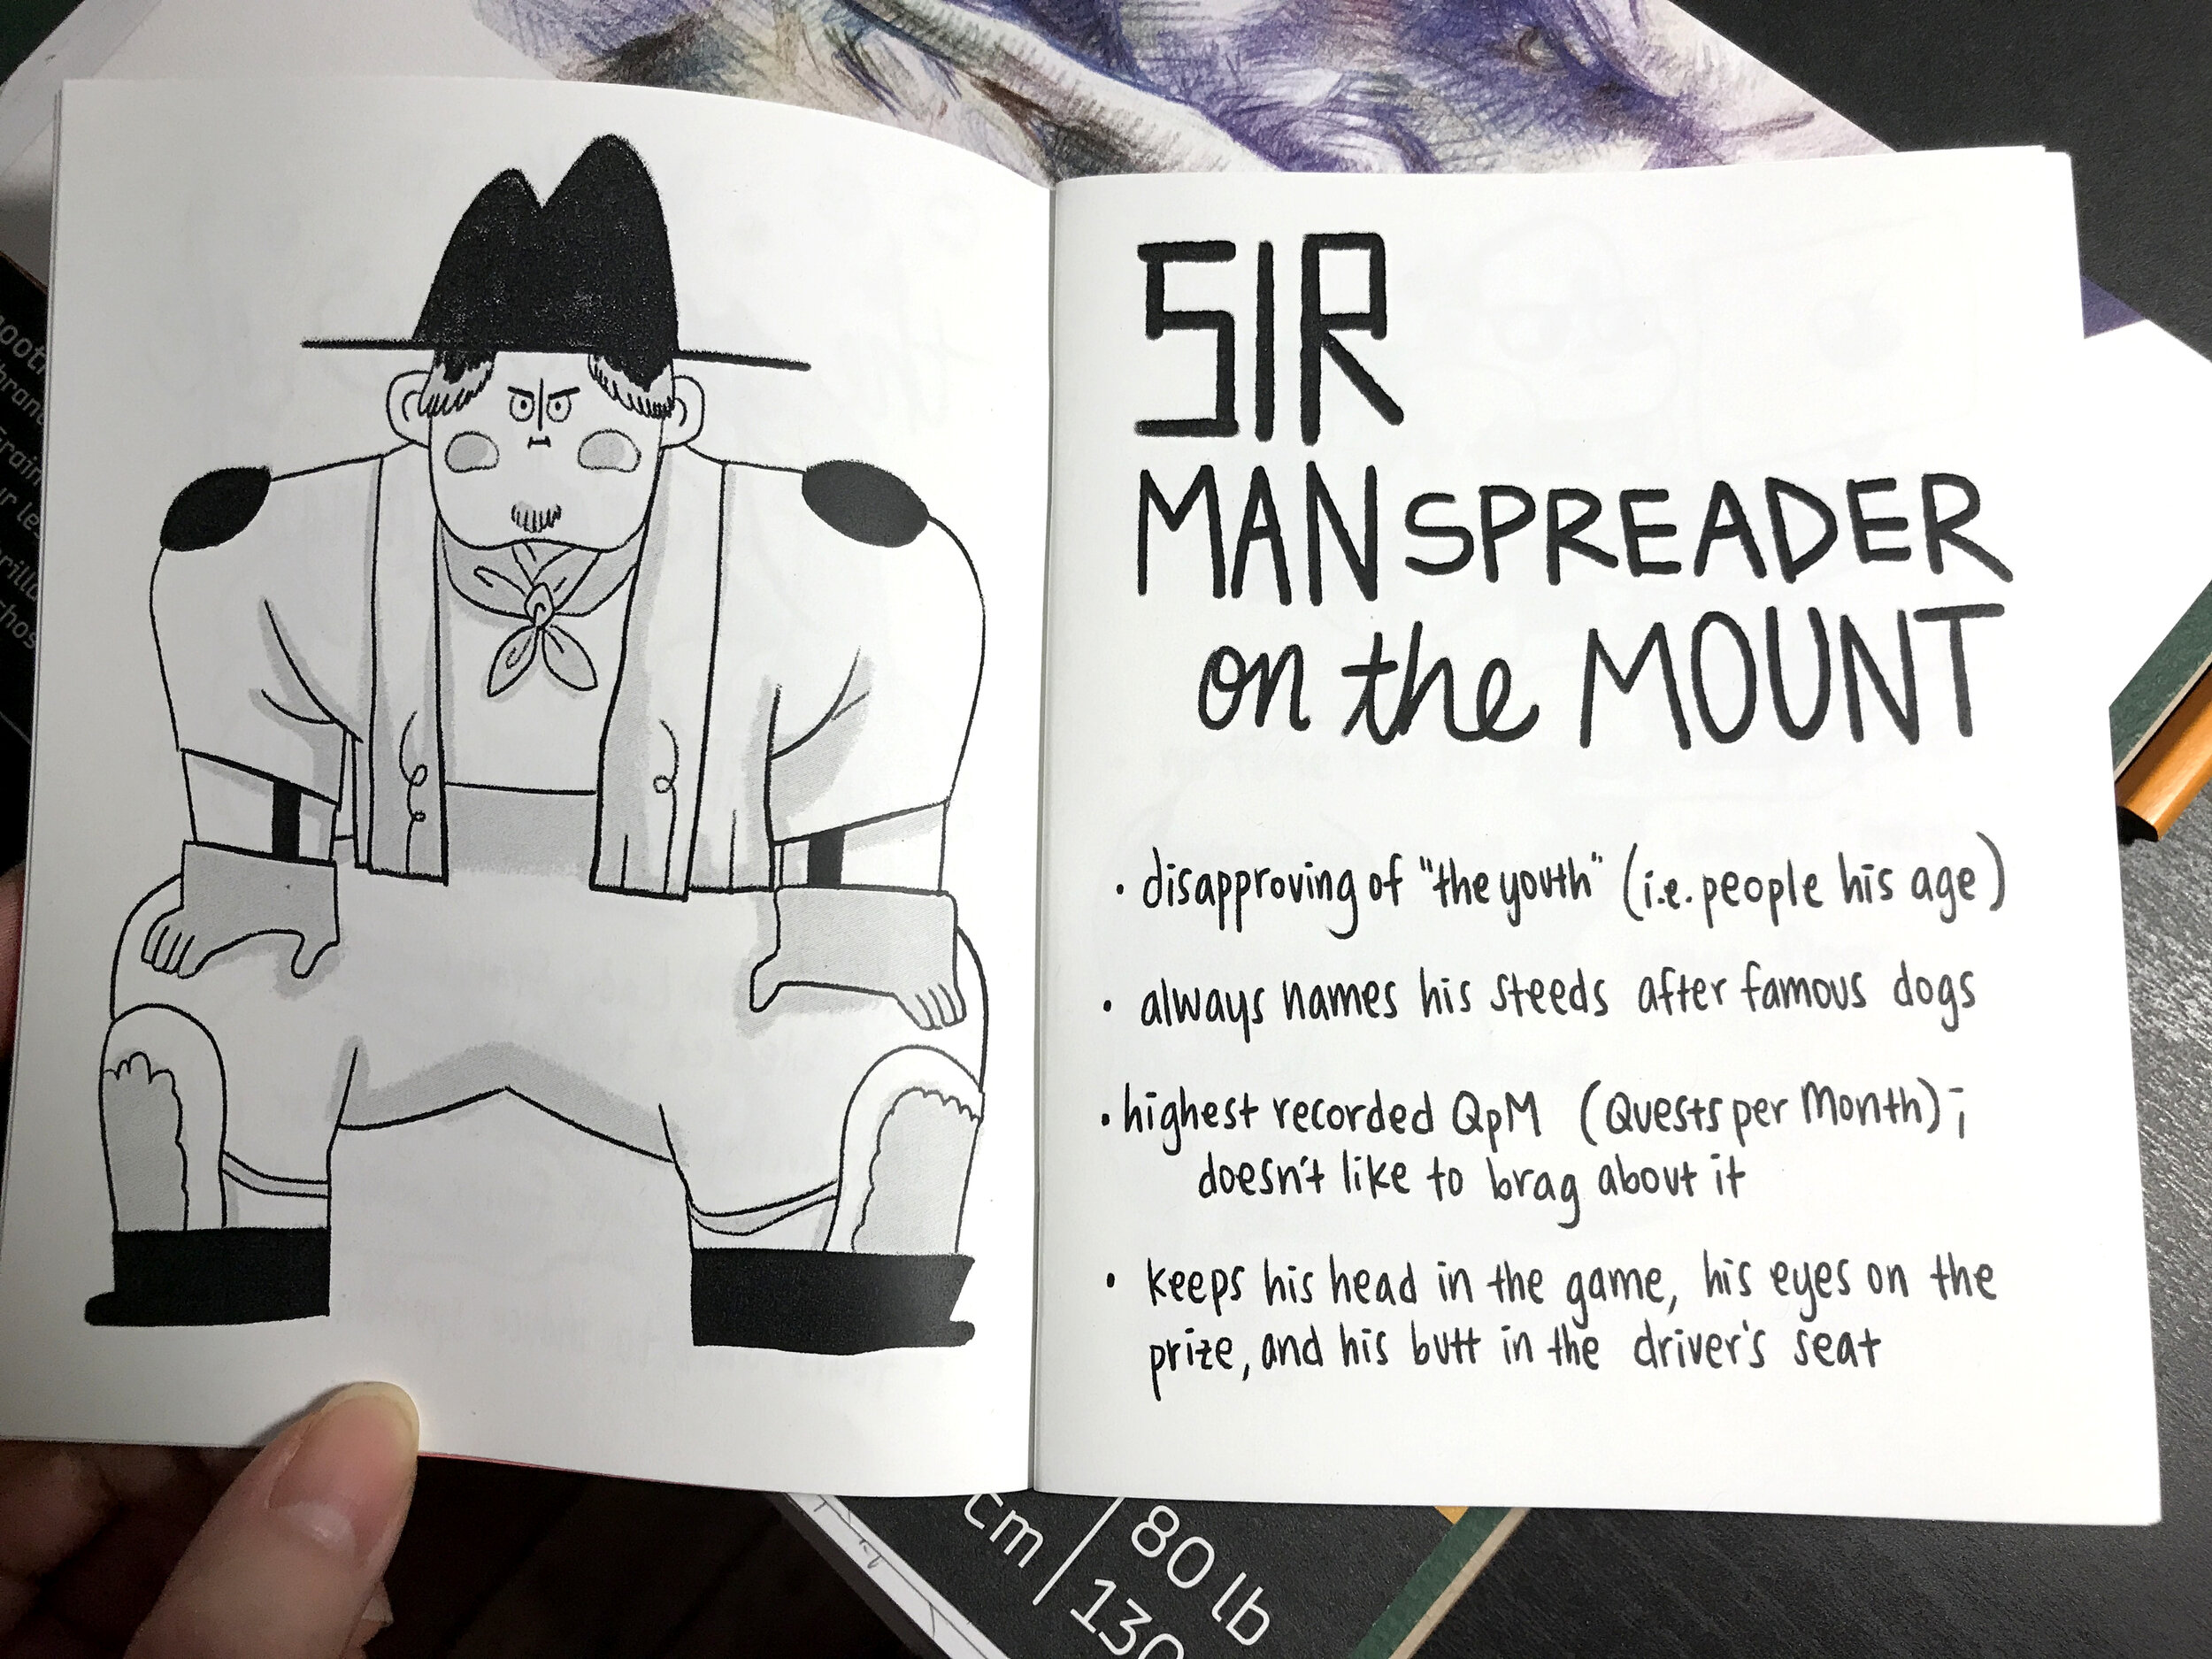 SIR
MANSPREADER
on the MOUNT
• disapproving of "the youth" (i.e. people his age)
• always names his steeds after famous dogs
• highest recorded QpM (Quests per Month);
doesn't like to brag about it
• keeps his head in the game, his eyes on the
prize, and his butt in the driver's seat
cm
80 lb
130